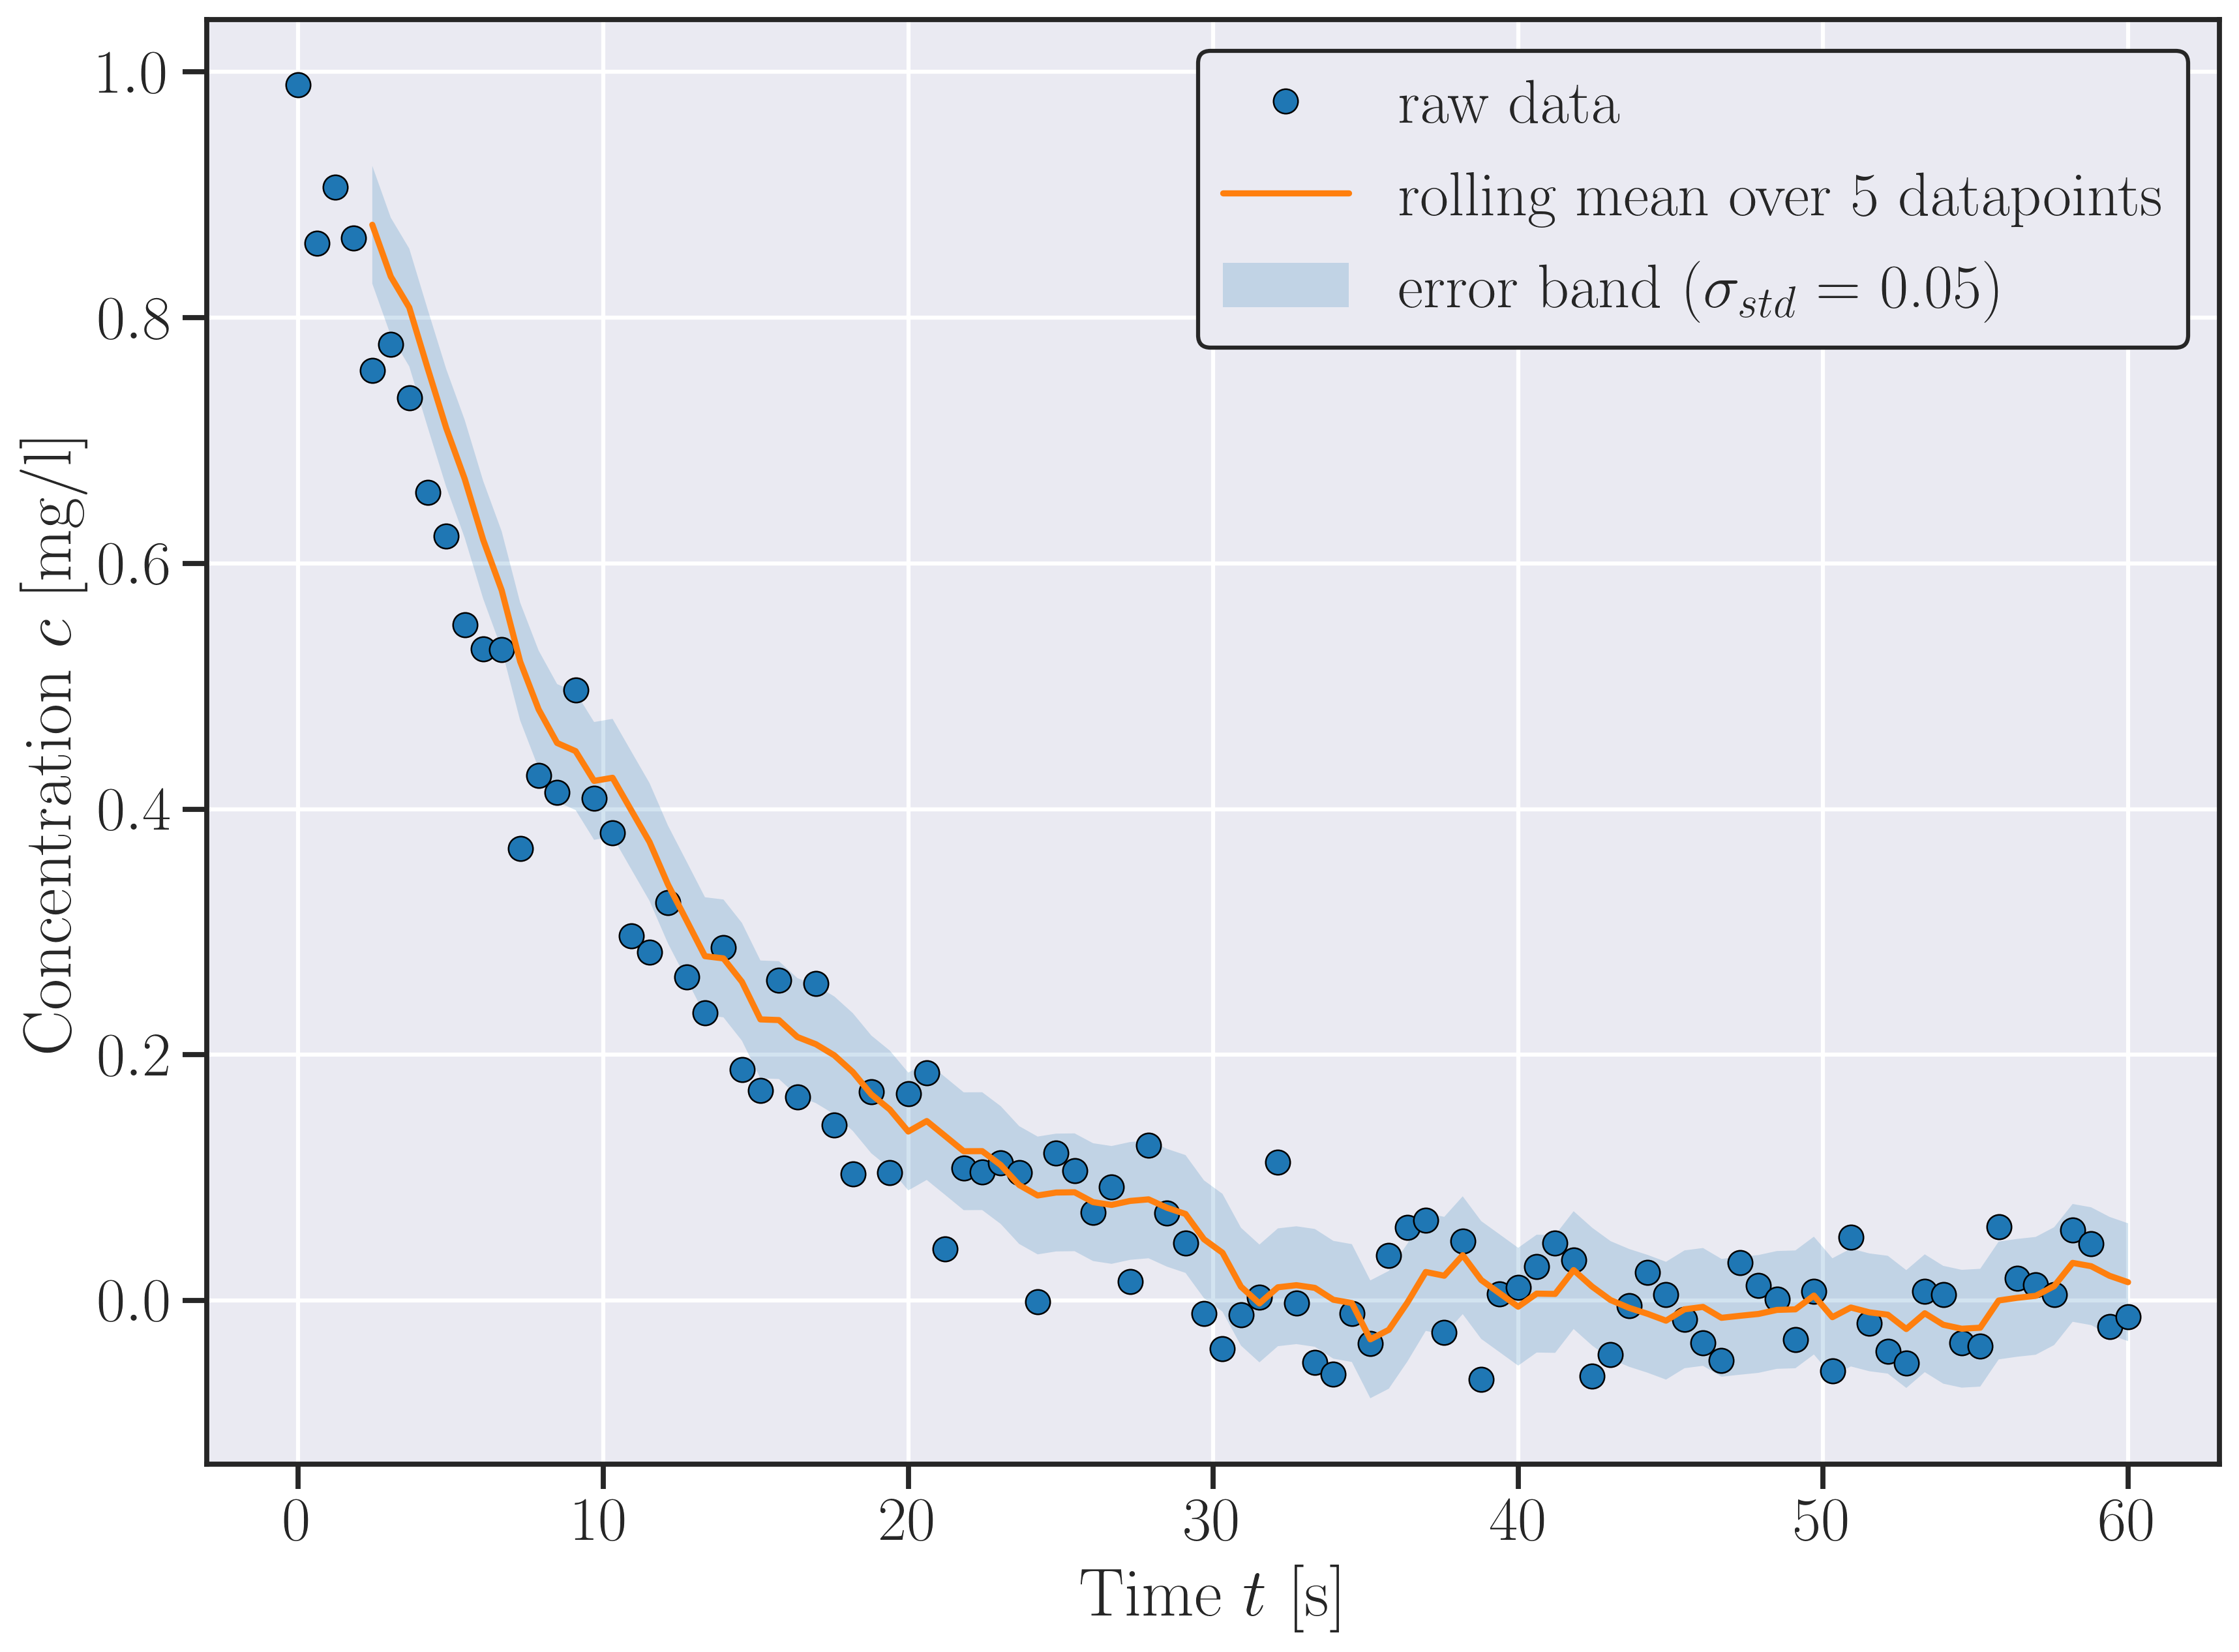 raw data
rolling mean over 5 datapoints
error band (σ_std = 0.05)
Concentration c [mg/l]
1.0
0.8
0.6
0.4
0.2
0.0
0 10 20 30 40 50 60
Time t [s]